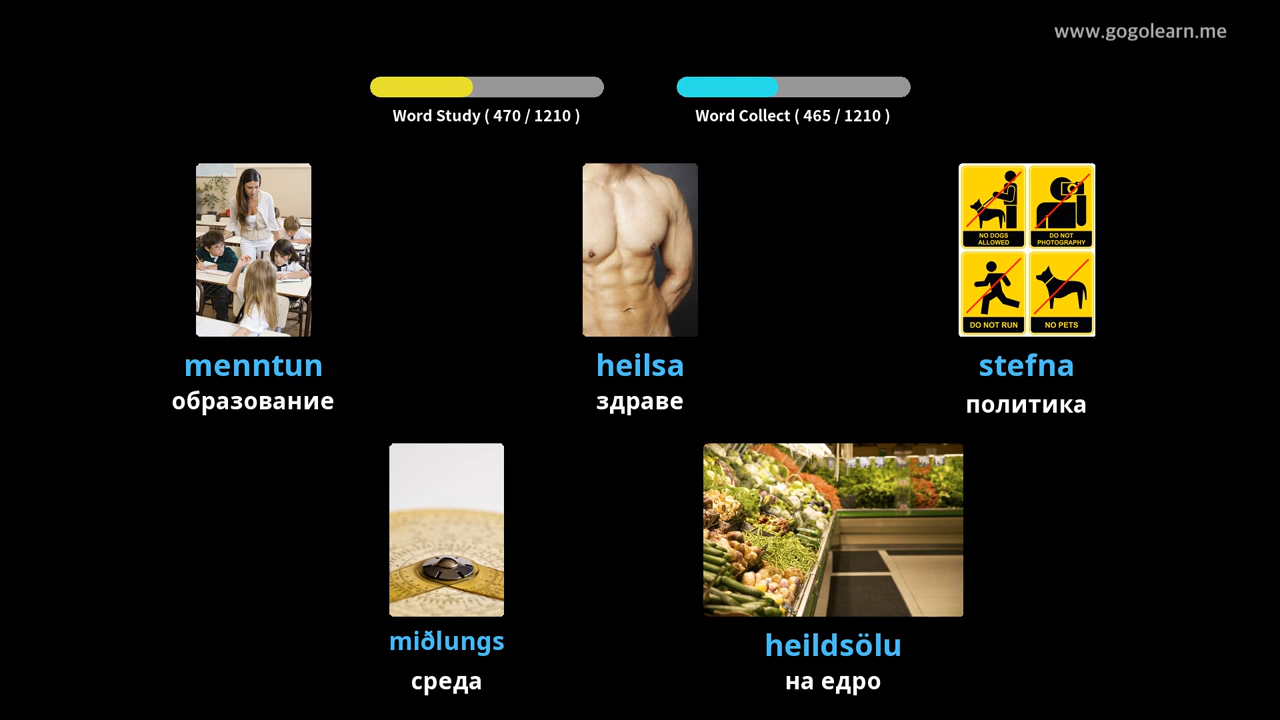 www.gogolearn.me
Word Study ( 470 / 1210 )
Word Collect ( 465 / 1210 )
NO DOGS
ALLOWED
DO NOT
PHOTOGRAPHY
DO NOT RUN
NO PETS
menntun
образование
heilsa
здраве
stefna
политика
miðlungs
среда
heildsölu
на едро